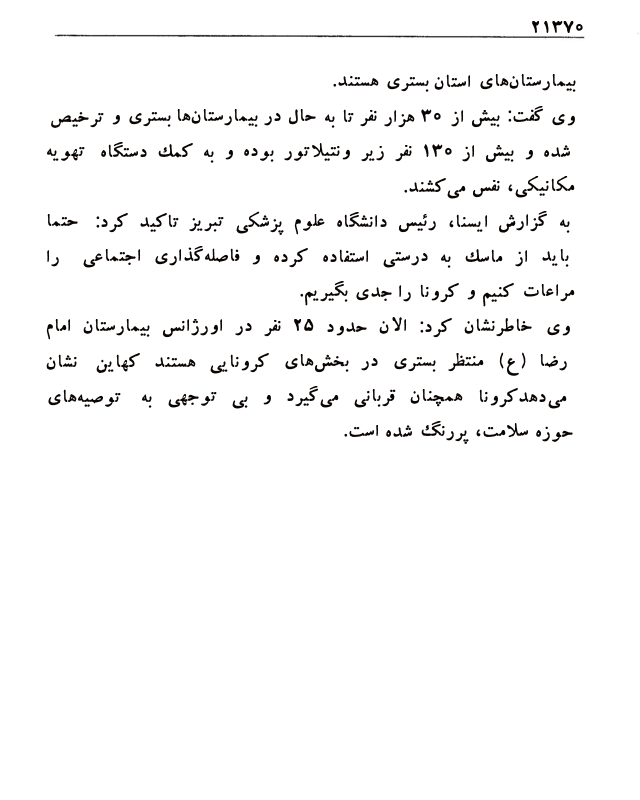 ۲۱۳۷۰
بیمارستان‌های استان بستری هستند.
وی گفت: بیش از ۳۰ هزار نفر تا به حال در بیمارستان‌ها بستری و ترخیص
شده و بیش از ۱۳۰ نفر زیر ونتیلاتور بوده و به کمک دستگاه تهویه
مکانیکی، نفس می‌کشند.
به گزارش ایسنا، رئیس دانشگاه علوم پزشکی تبریز تاکید کرد: حتما
باید از ماسک به درستی استفاده کرده و فاصله‌گذاری اجتماعی را
مراعات کنیم و کرونا را جدی بگیریم.
وی خاطرنشان کرد: الان حدود ۲۵ نفر در اورژانس بیمارستان امام
رضا (ع) منتظر بستری در بخش‌های کرونایی هستند کهاین نشان
می‌دهدکرونا همچنان قربانی می‌گیرد و بی توجهی به توصیه‌های
حوزه سلامت، پررنگ شده است.